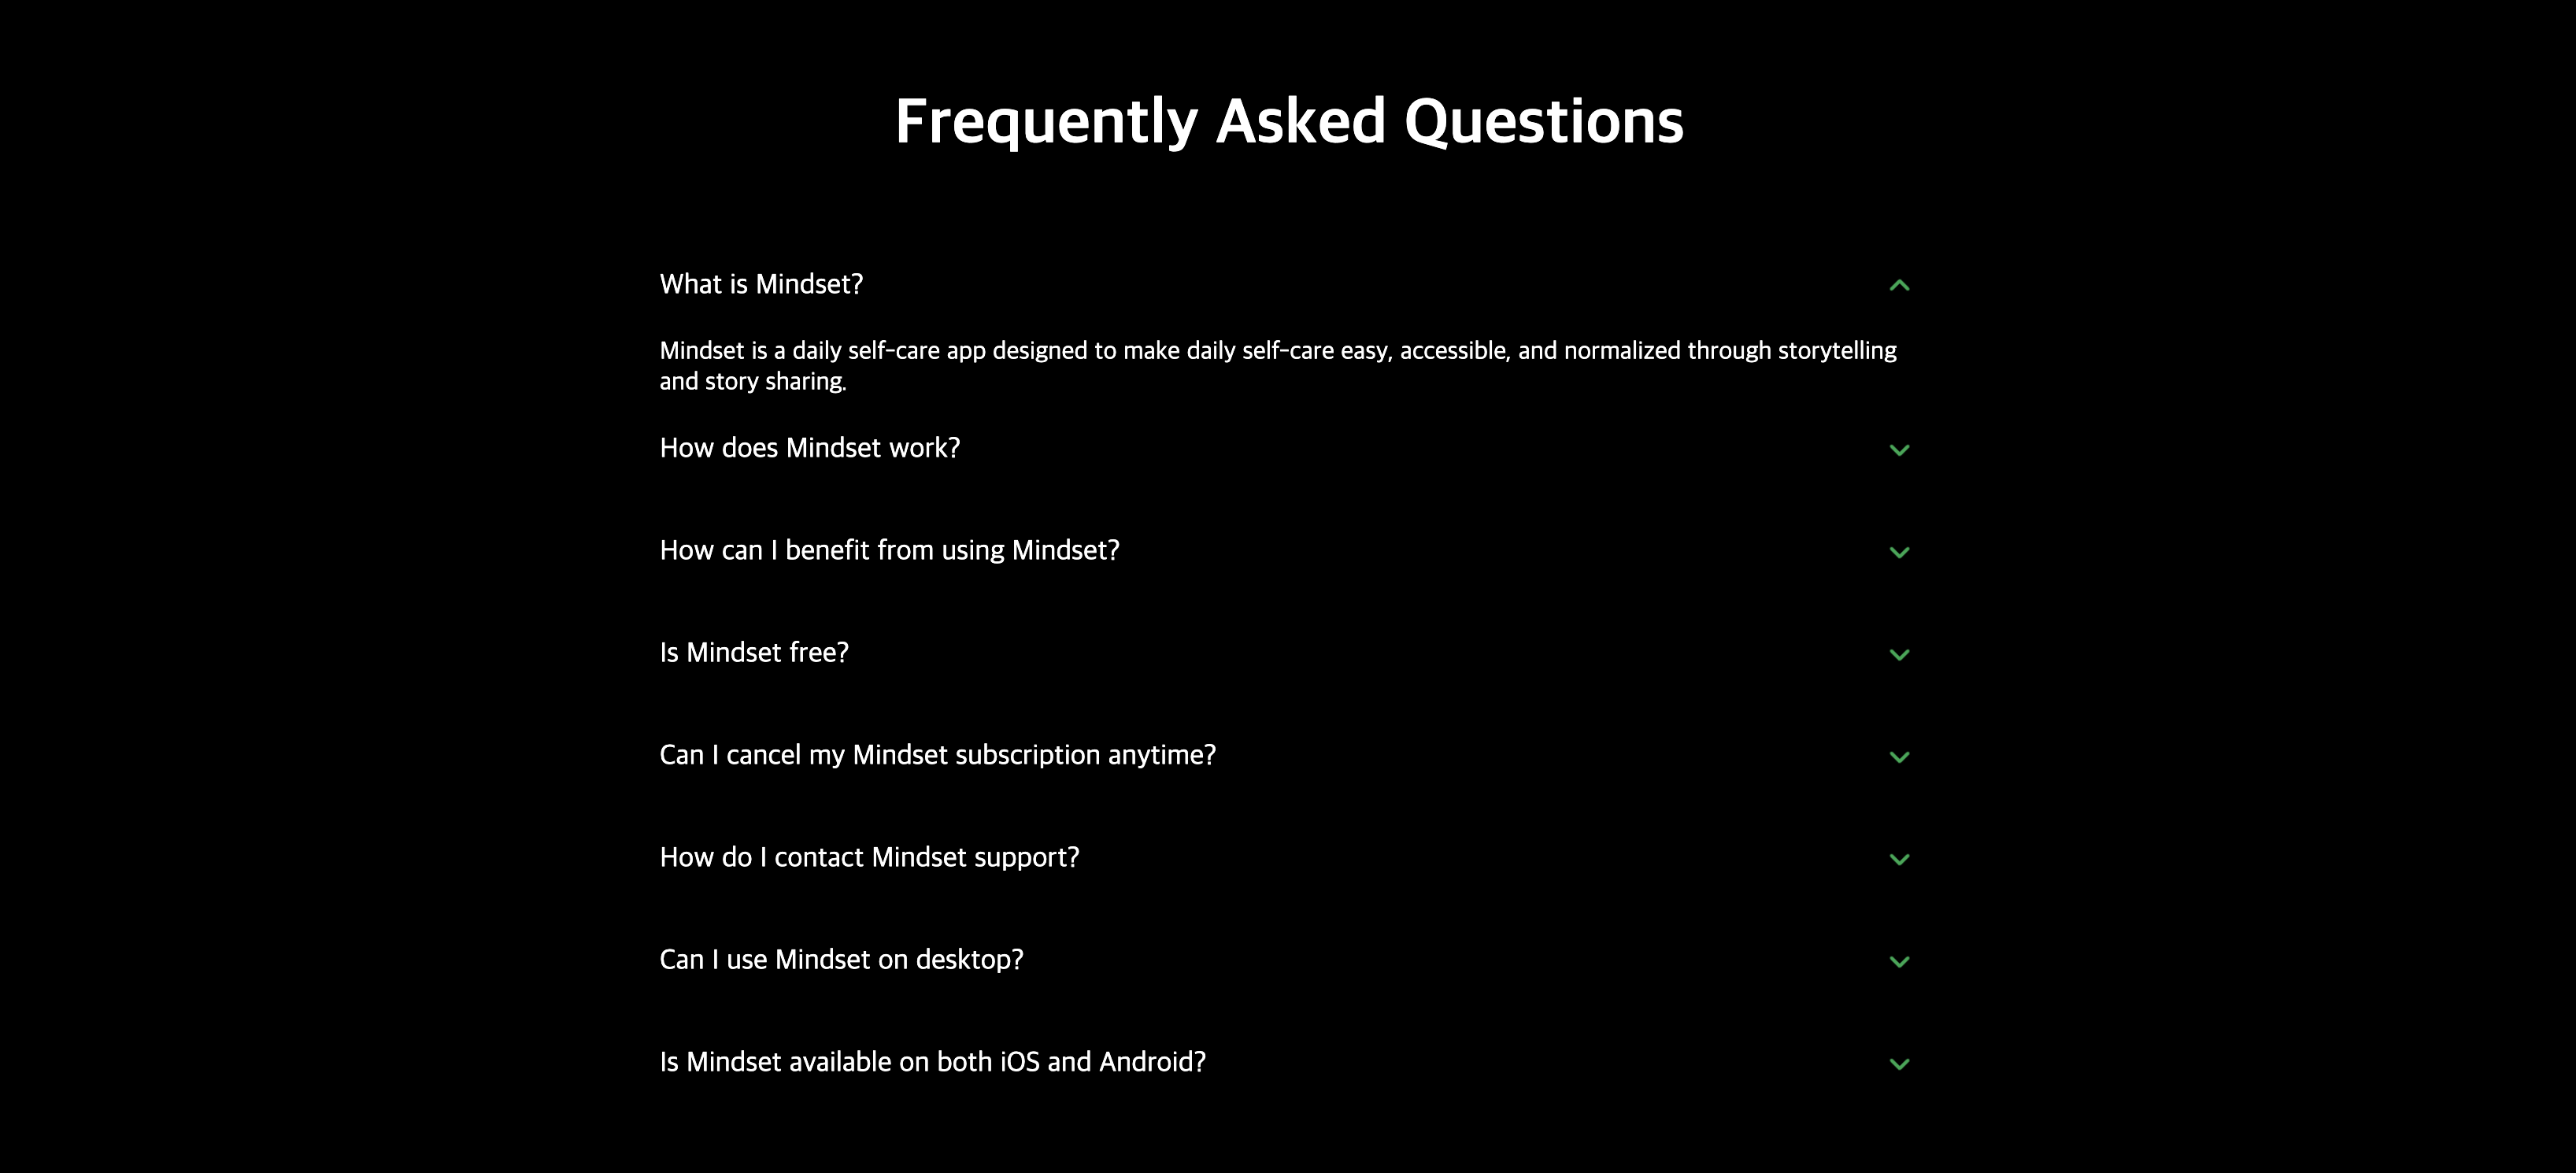 Frequently Asked Questions
What is Mindset?
Mindset is a daily self-care app designed to make daily self-care easy, accessible, and normalized through storytelling
and story sharing.
How does Mindset work?
How can I benefit from using Mindset?
Is Mindset free?
Can I cancel my Mindset subscription anytime?
How do I contact Mindset support?
Can I use Mindset on desktop?
Is Mindset available on both iOS and Android?